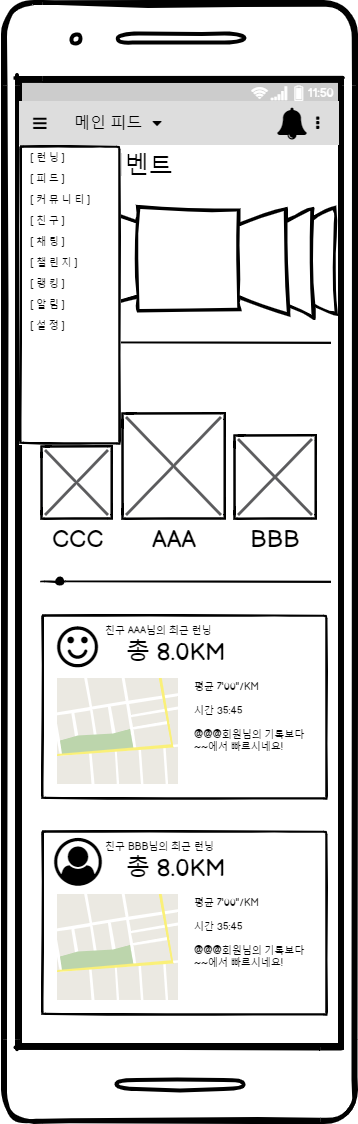 11:50
메인 피드
[런닝]
[피드]
[커뮤니티]
[친구]
[채팅]
[챌린지]
[랭킹]
[알림]
[설정]
벤트
CCC
AAA
BBB
친구 AAA님의 최근 런닝
총 8.0KM
평균 7'00"/KM
시간 35:45
@@@회원님의 기록보다
~~에서 빠르시네요!
친구 BBB님의 최근 런닝
총 8.0KM
평균 7'00"/KM
시간 35:45
@@@회원님의 기록보다
~~에서 빠르시네요!